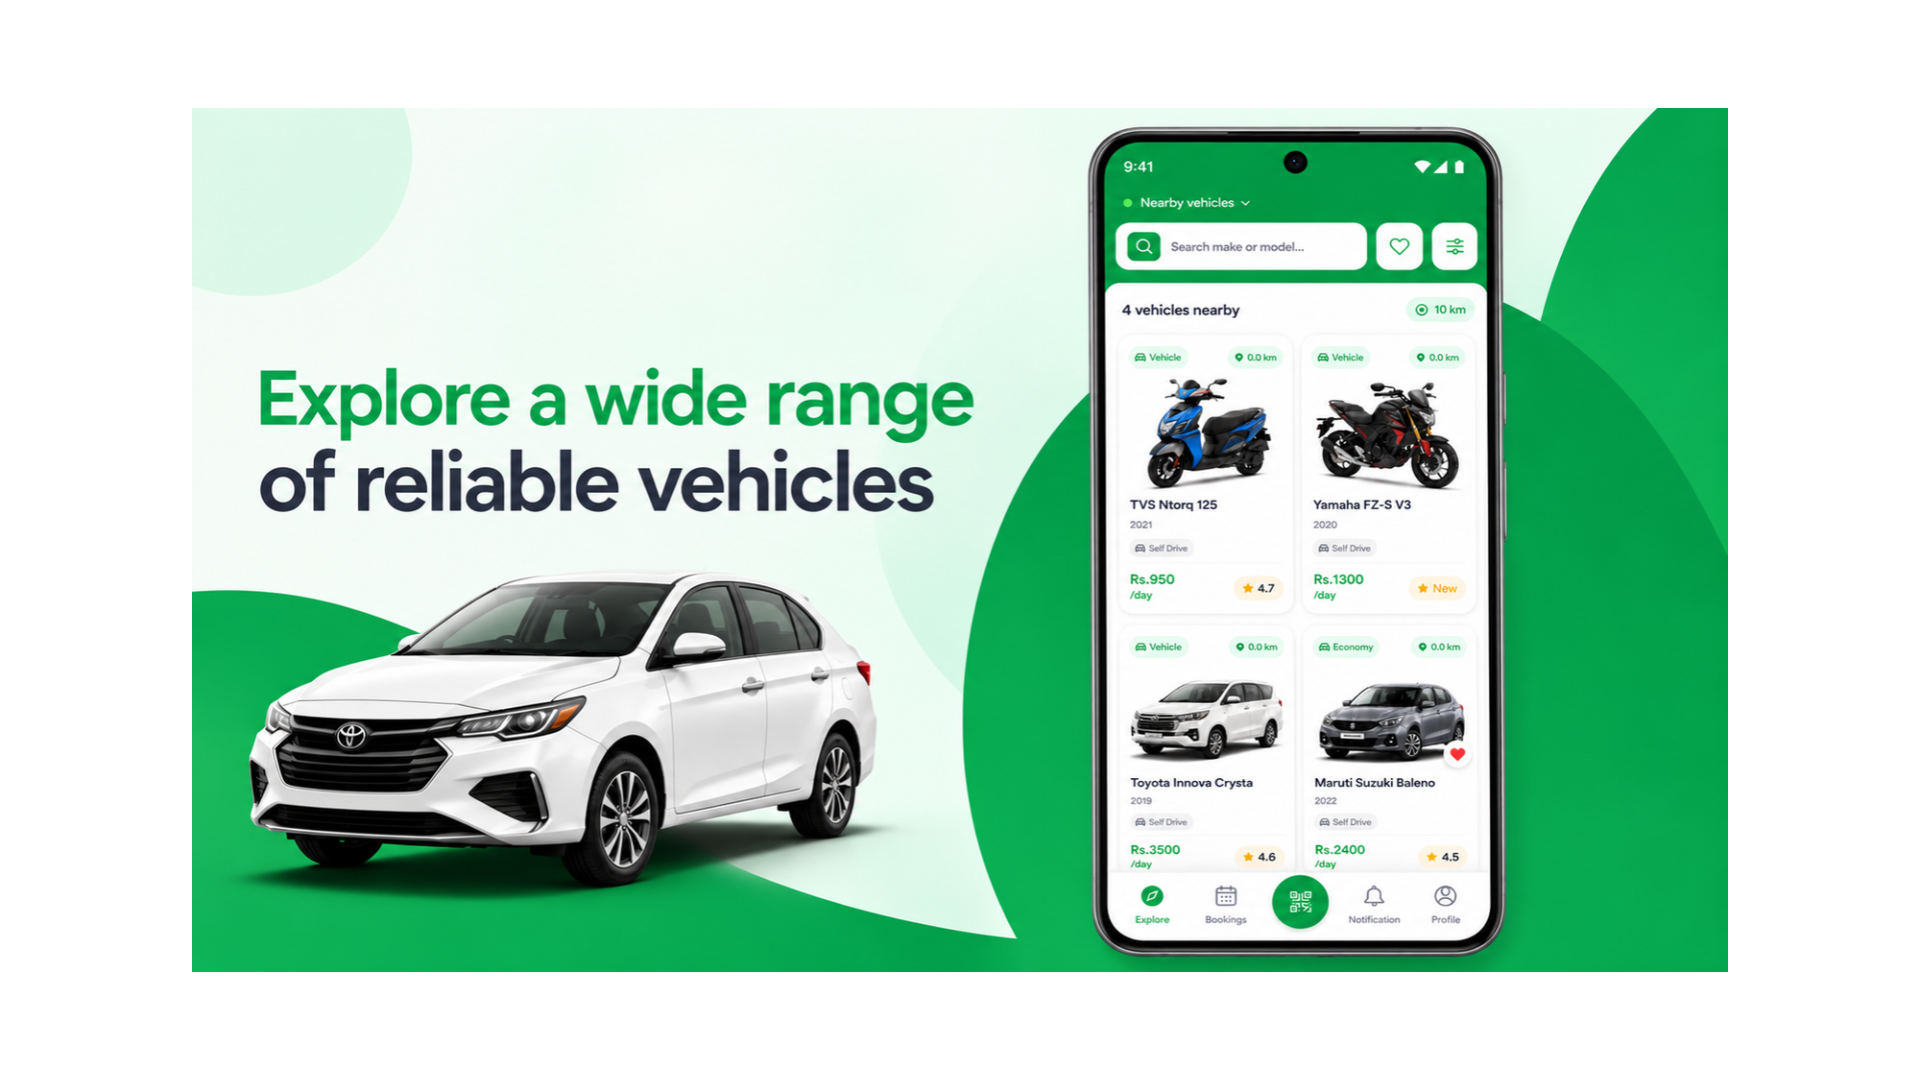 Explore a wide range
of reliable vehicles
9:41
Nearby vehicles
Search make or model...
4 vehicles nearby
10 km
Vehicle
0.0 km
TVS Ntorq 125
2021
Self Drive
Rs.950
/day
4.7
Vehicle
0.0 km
Yamaha FZ-S V3
2020
Self Drive
Rs.1300
/day
New
Vehicle
0.0 km
Toyota Innova Crysta
2019
Self Drive
Rs.3500
/day
4.6
Economy
0.0 km
Maruti Suzuki Baleno
2022
Self Drive
Rs.2400
/day
4.5
Explore
Bookings
Notification
Profile